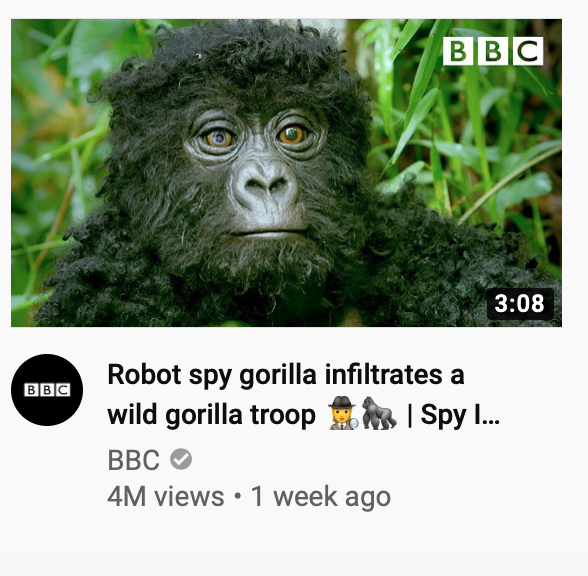 BBC
3:08
BBC
Robot spy gorilla infiltrates a
wild gorilla troop 🕵️🦍 | Spy I...
BBC
4M views • 1 week ago